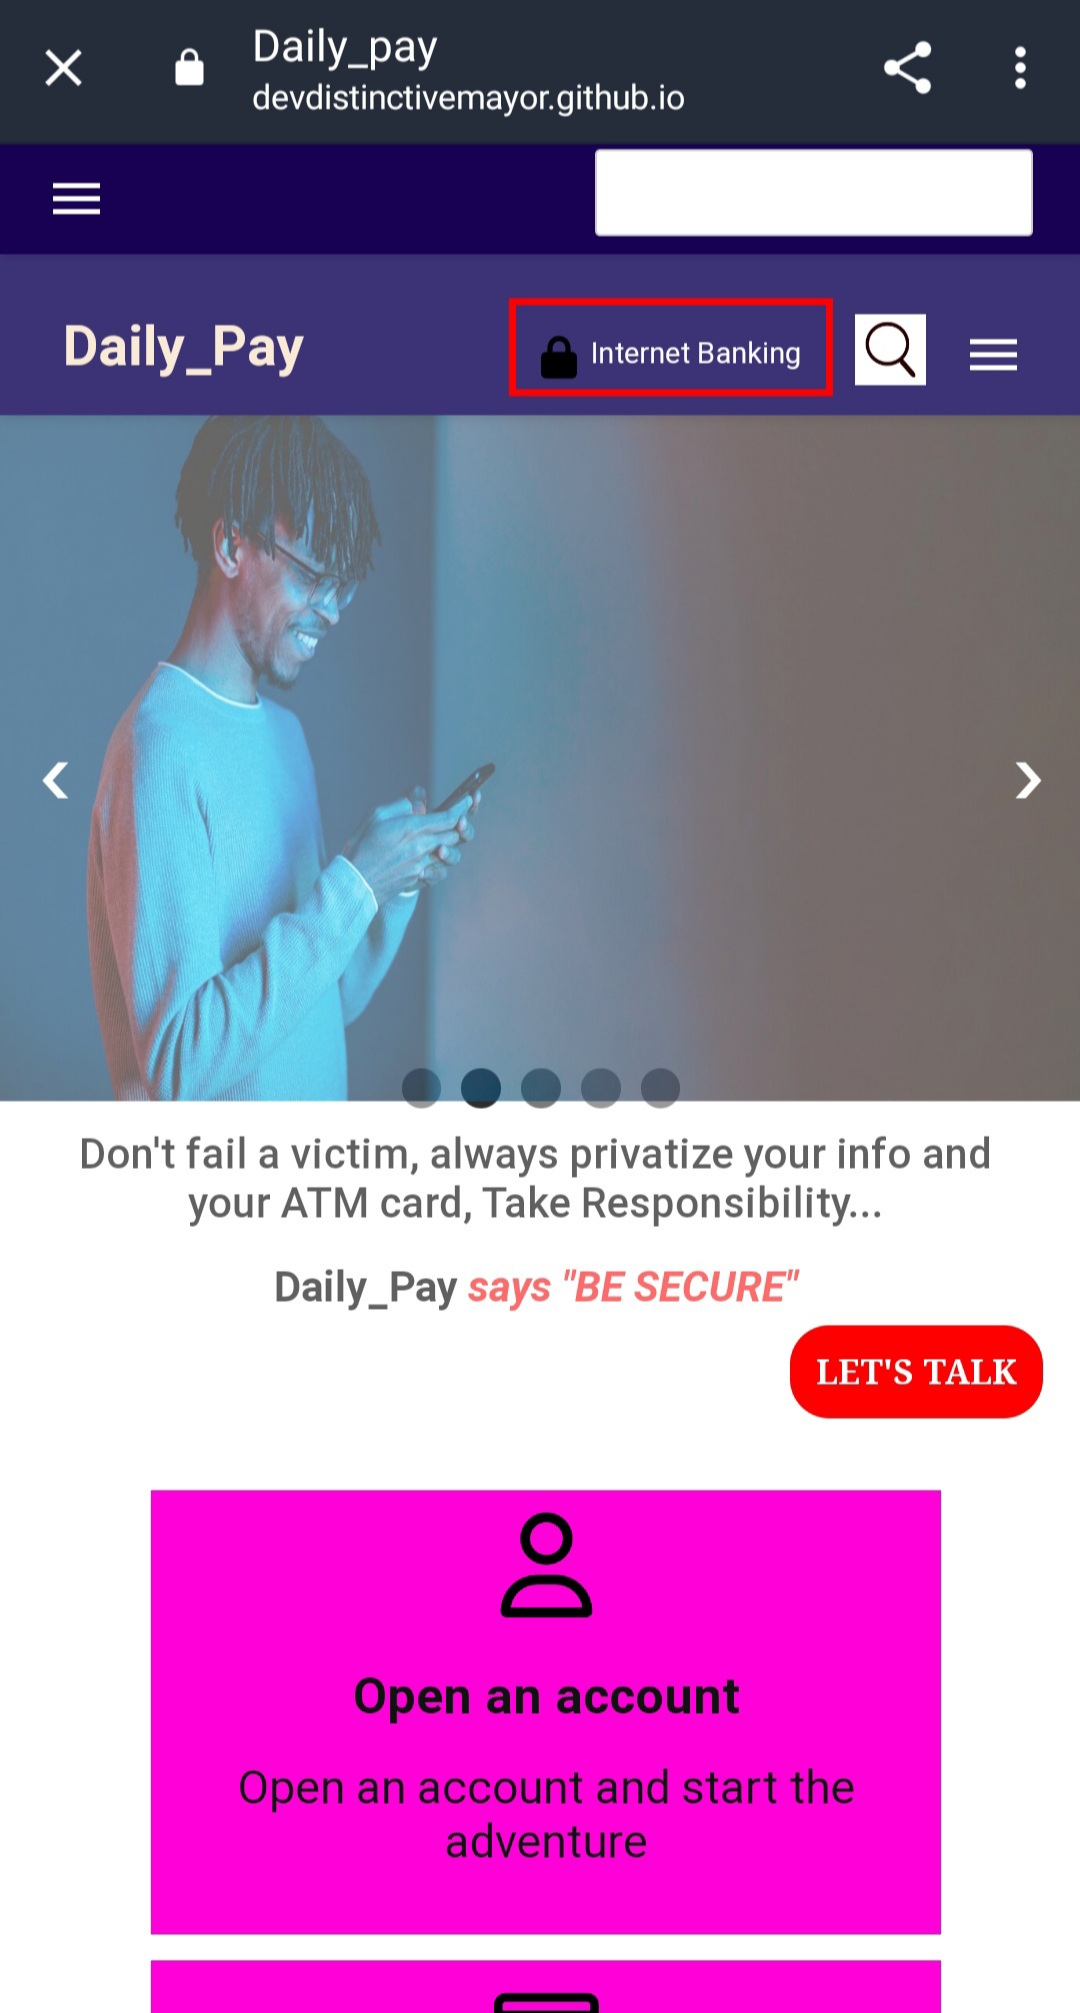 Daily_pay
devdistinctivemayor.github.io
Daily_Pay
Internet Banking
Don't fail a victim, always privatize your info and
your ATM card, Take Responsibility...
Daily_Pay says "BE SECURE"
LET'S TALK
Open an account
Open an account and start the
adventure